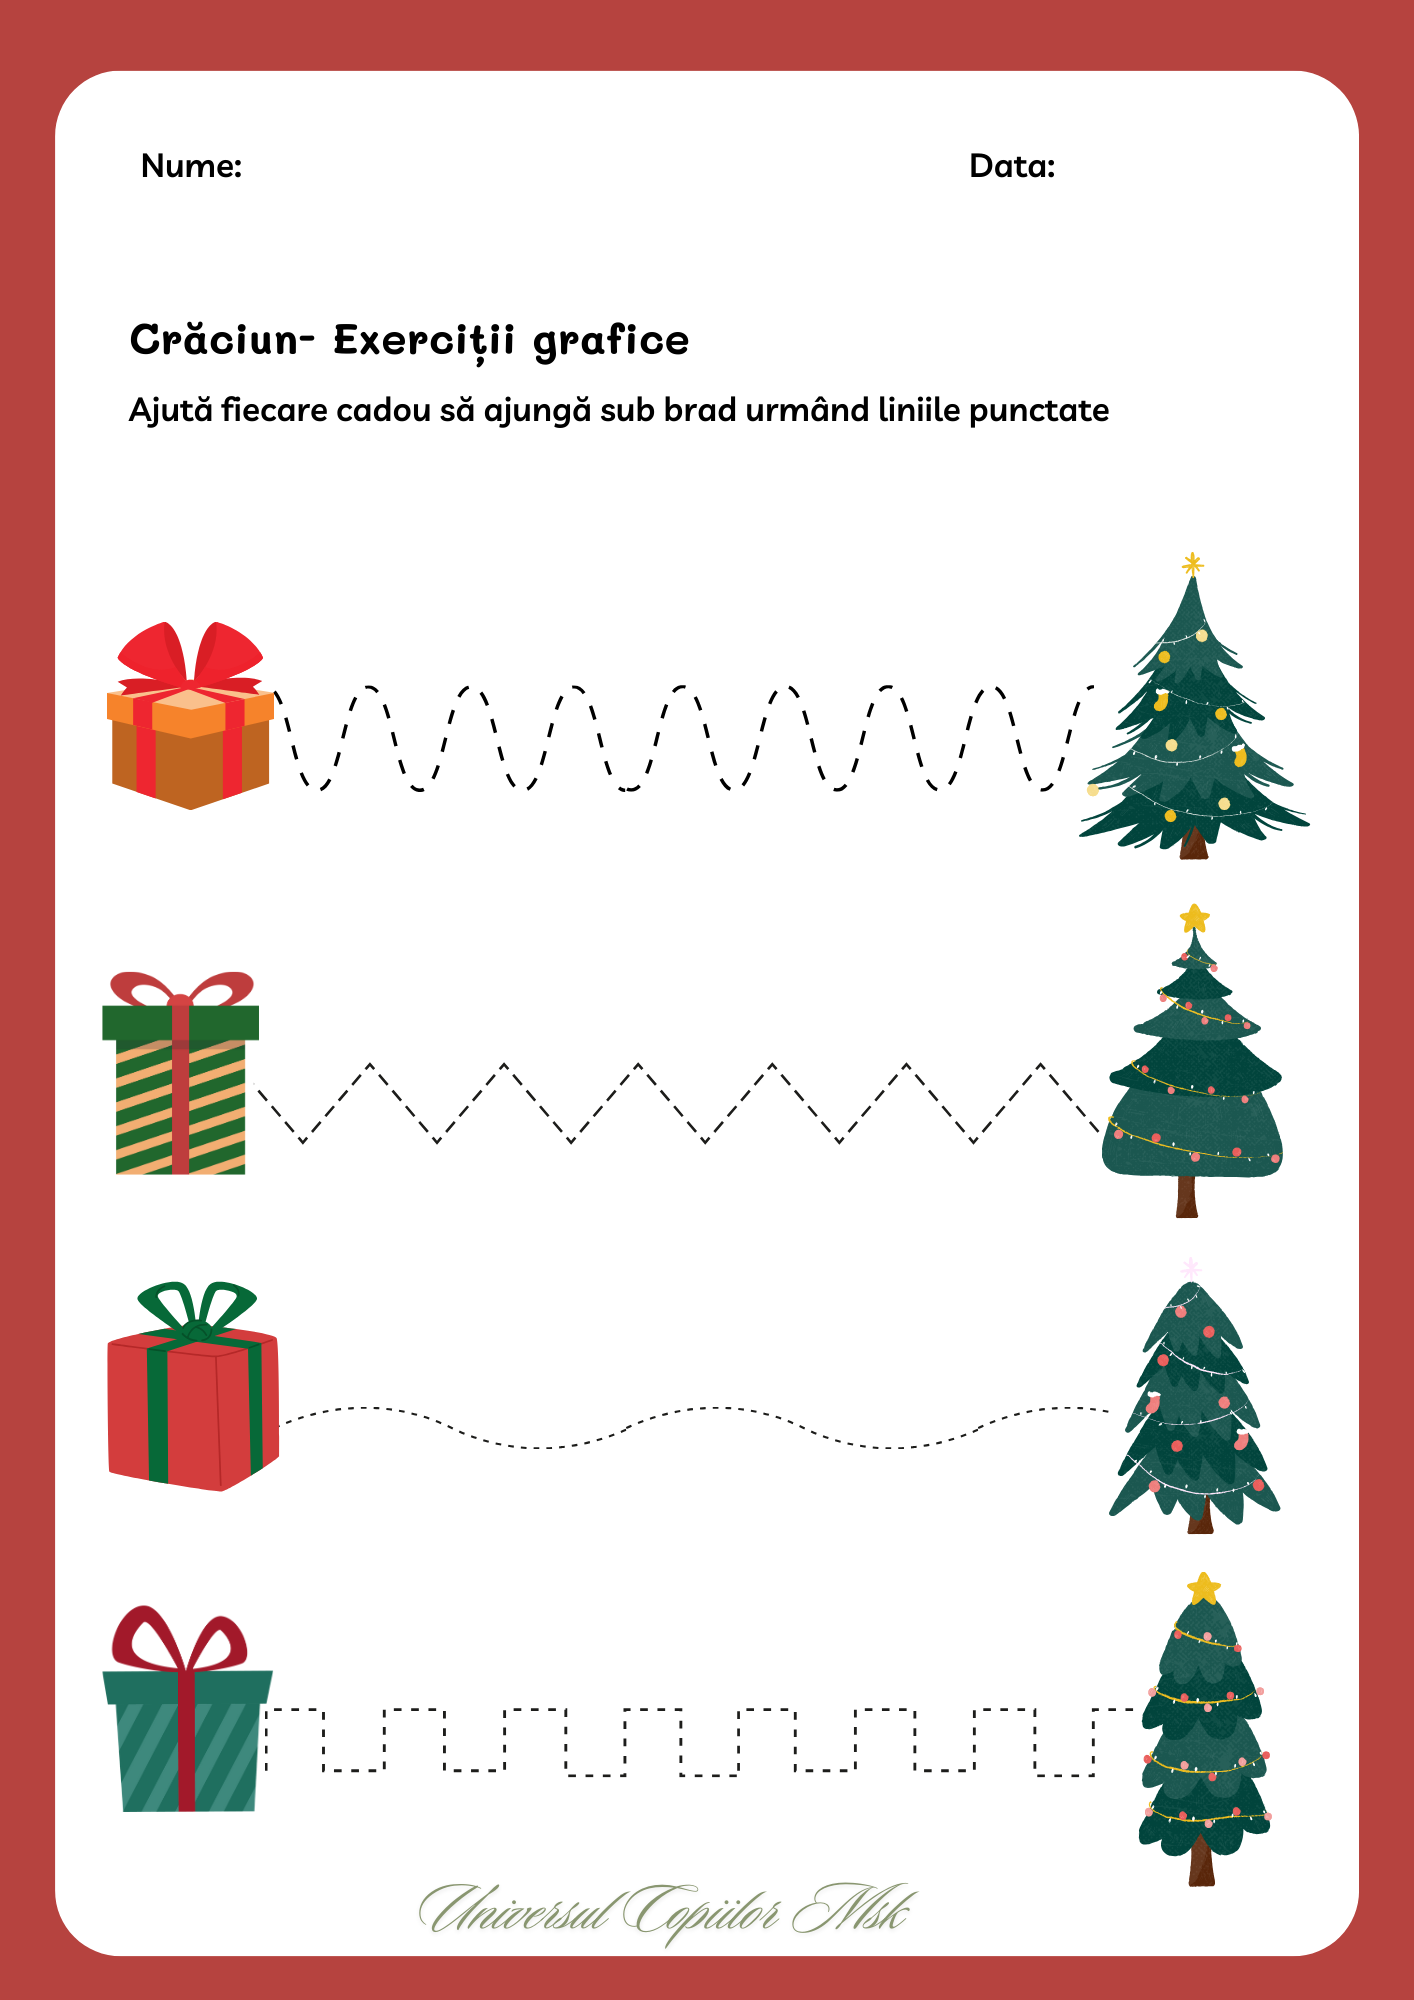 Nume:
Data:
Crăciun- Exerciții grafice
Ajută fiecare cadou să ajungă sub brad urmând liniile punctate
Universul Copiilor Msk